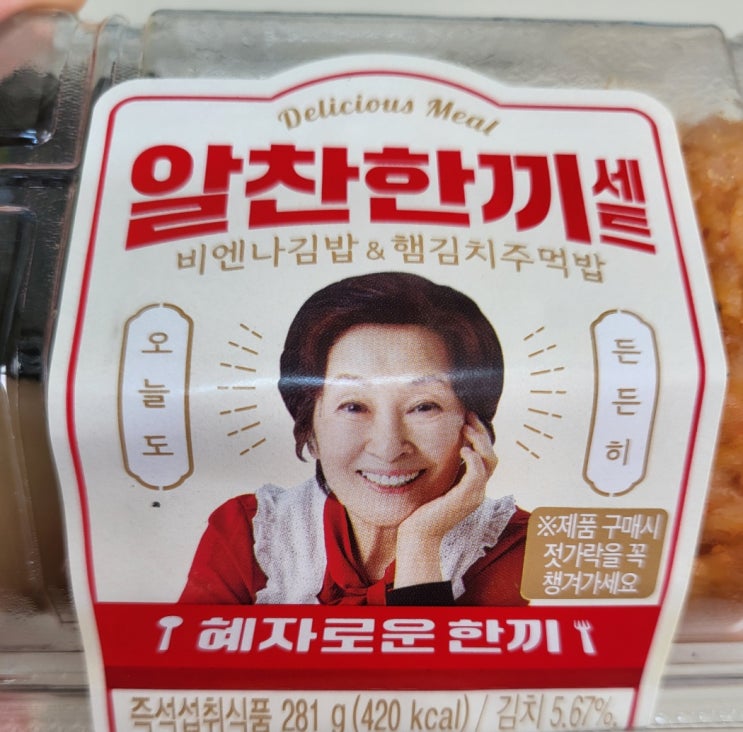 Delicious Meal
알찬한끼 세트
비엔나김밥 & 햄김치주먹밥
오늘도
든든히
※제품 구매시
젓가락을 꼭
챙겨가세요
혜자로운 한끼
즉석섭취식품 281 g (420 kcal) / 김치 5.67%,